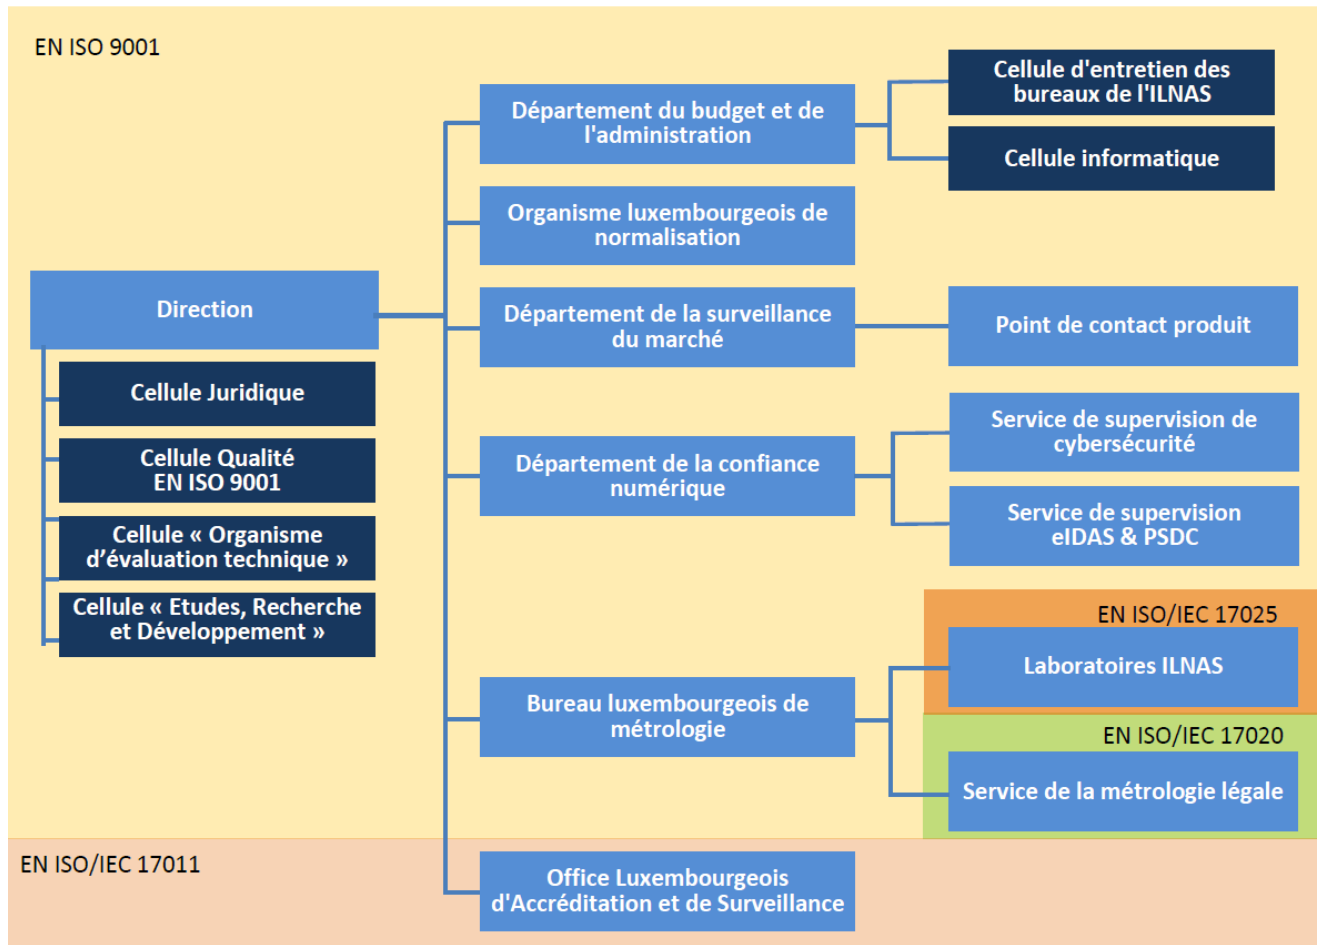 EN ISO 9001
Direction
Cellule Juridique
Cellule Qualité
EN ISO 9001
Cellule « Organisme
d’évaluation technique »
Cellule « Etudes, Recherche
et Développement »
Département du budget et de
l'administration
Cellule d'entretien des
bureaux de l'ILNAS
Cellule informatique
Organisme luxembourgeois de
normalisation
Département de la surveillance
du marché
Point de contact produit
Département de la confiance
numérique
Service de supervision de
cybersécurité
Service de supervision
eIDAS & PSDC
Bureau luxembourgeois de
métrologie
EN ISO/IEC 17025
Laboratoires ILNAS
EN ISO/IEC 17020
Service de la métrologie légale
EN ISO/IEC 17011
Office Luxembourgeois
d'Accréditation et de Surveillance